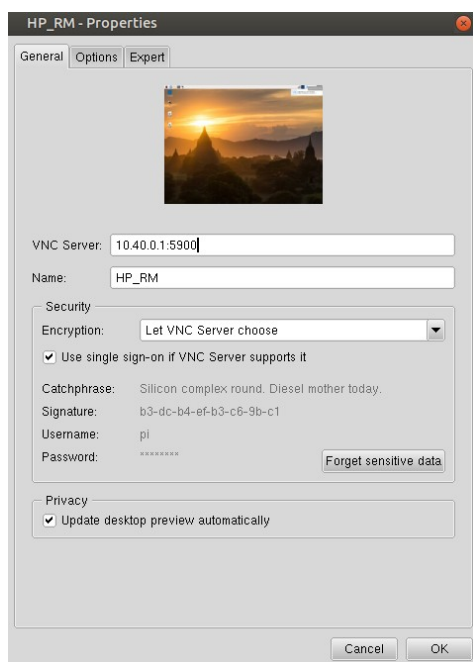 HP_RM - Properties
General Options Expert
VNC Server: 10.40.0.1:5900
Name: HP_RM
Security
Encryption: Let VNC Server choose
Use single sign-on if VNC Server supports it
Catchphrase: Silicon complex round. Diesel mother today.
Signature: b3-dc-b4-ef-b3-c6-9b-c1
Username: pi
Password: ********
Forget sensitive data
Privacy
Update desktop preview automatically
Cancel OK